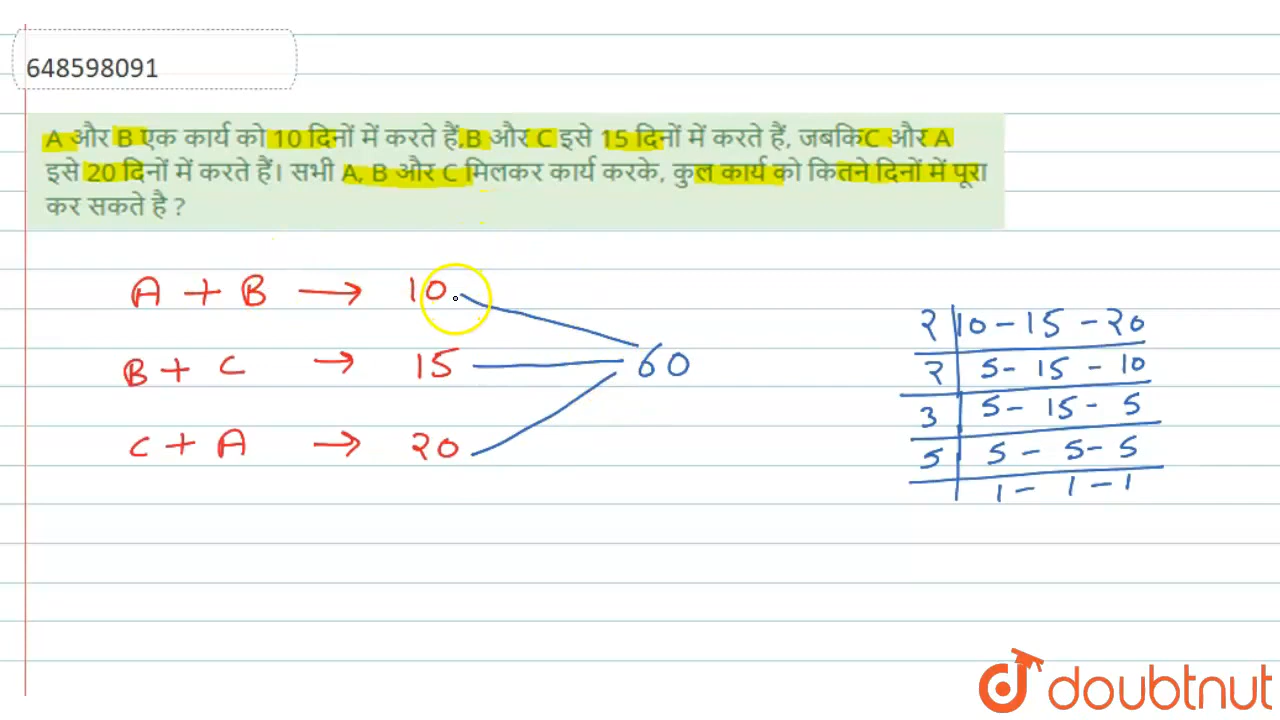 648598091
A और B एक कार्य को 10 दिनों में करते हैं,B और C इसे 15 दिनों में करते हैं, जबकिC और A
इसे 20 दिनों में करते हैं। सभी A, B और C मिलकर कार्य करके, कुल कार्य को कितने दिनों में पूरा
कर सकते है ?
A + B → 10
B + C → 15
C + A → 20
60
2 10 - 15 - 20
2 5 - 15 - 10
3 5 - 15 - 5
5 5 - 5 - 5
1 - 1 - 1
doubtnut